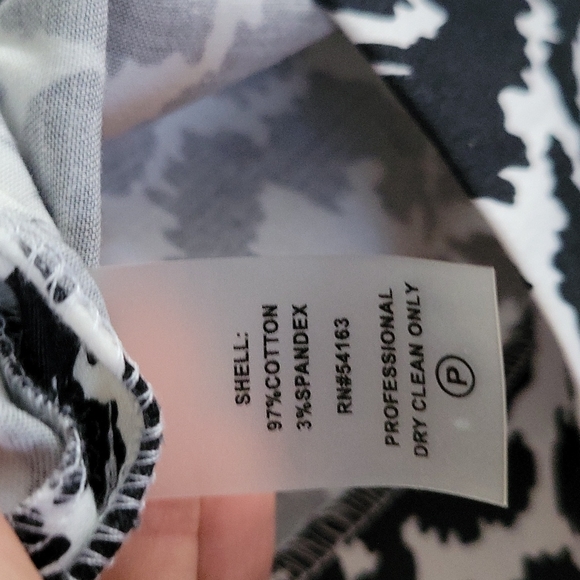 SHELL:
97%COTTON
3%SPANDEX
RN#54163
PROFESSIONAL
DRY CLEAN ONLY
P